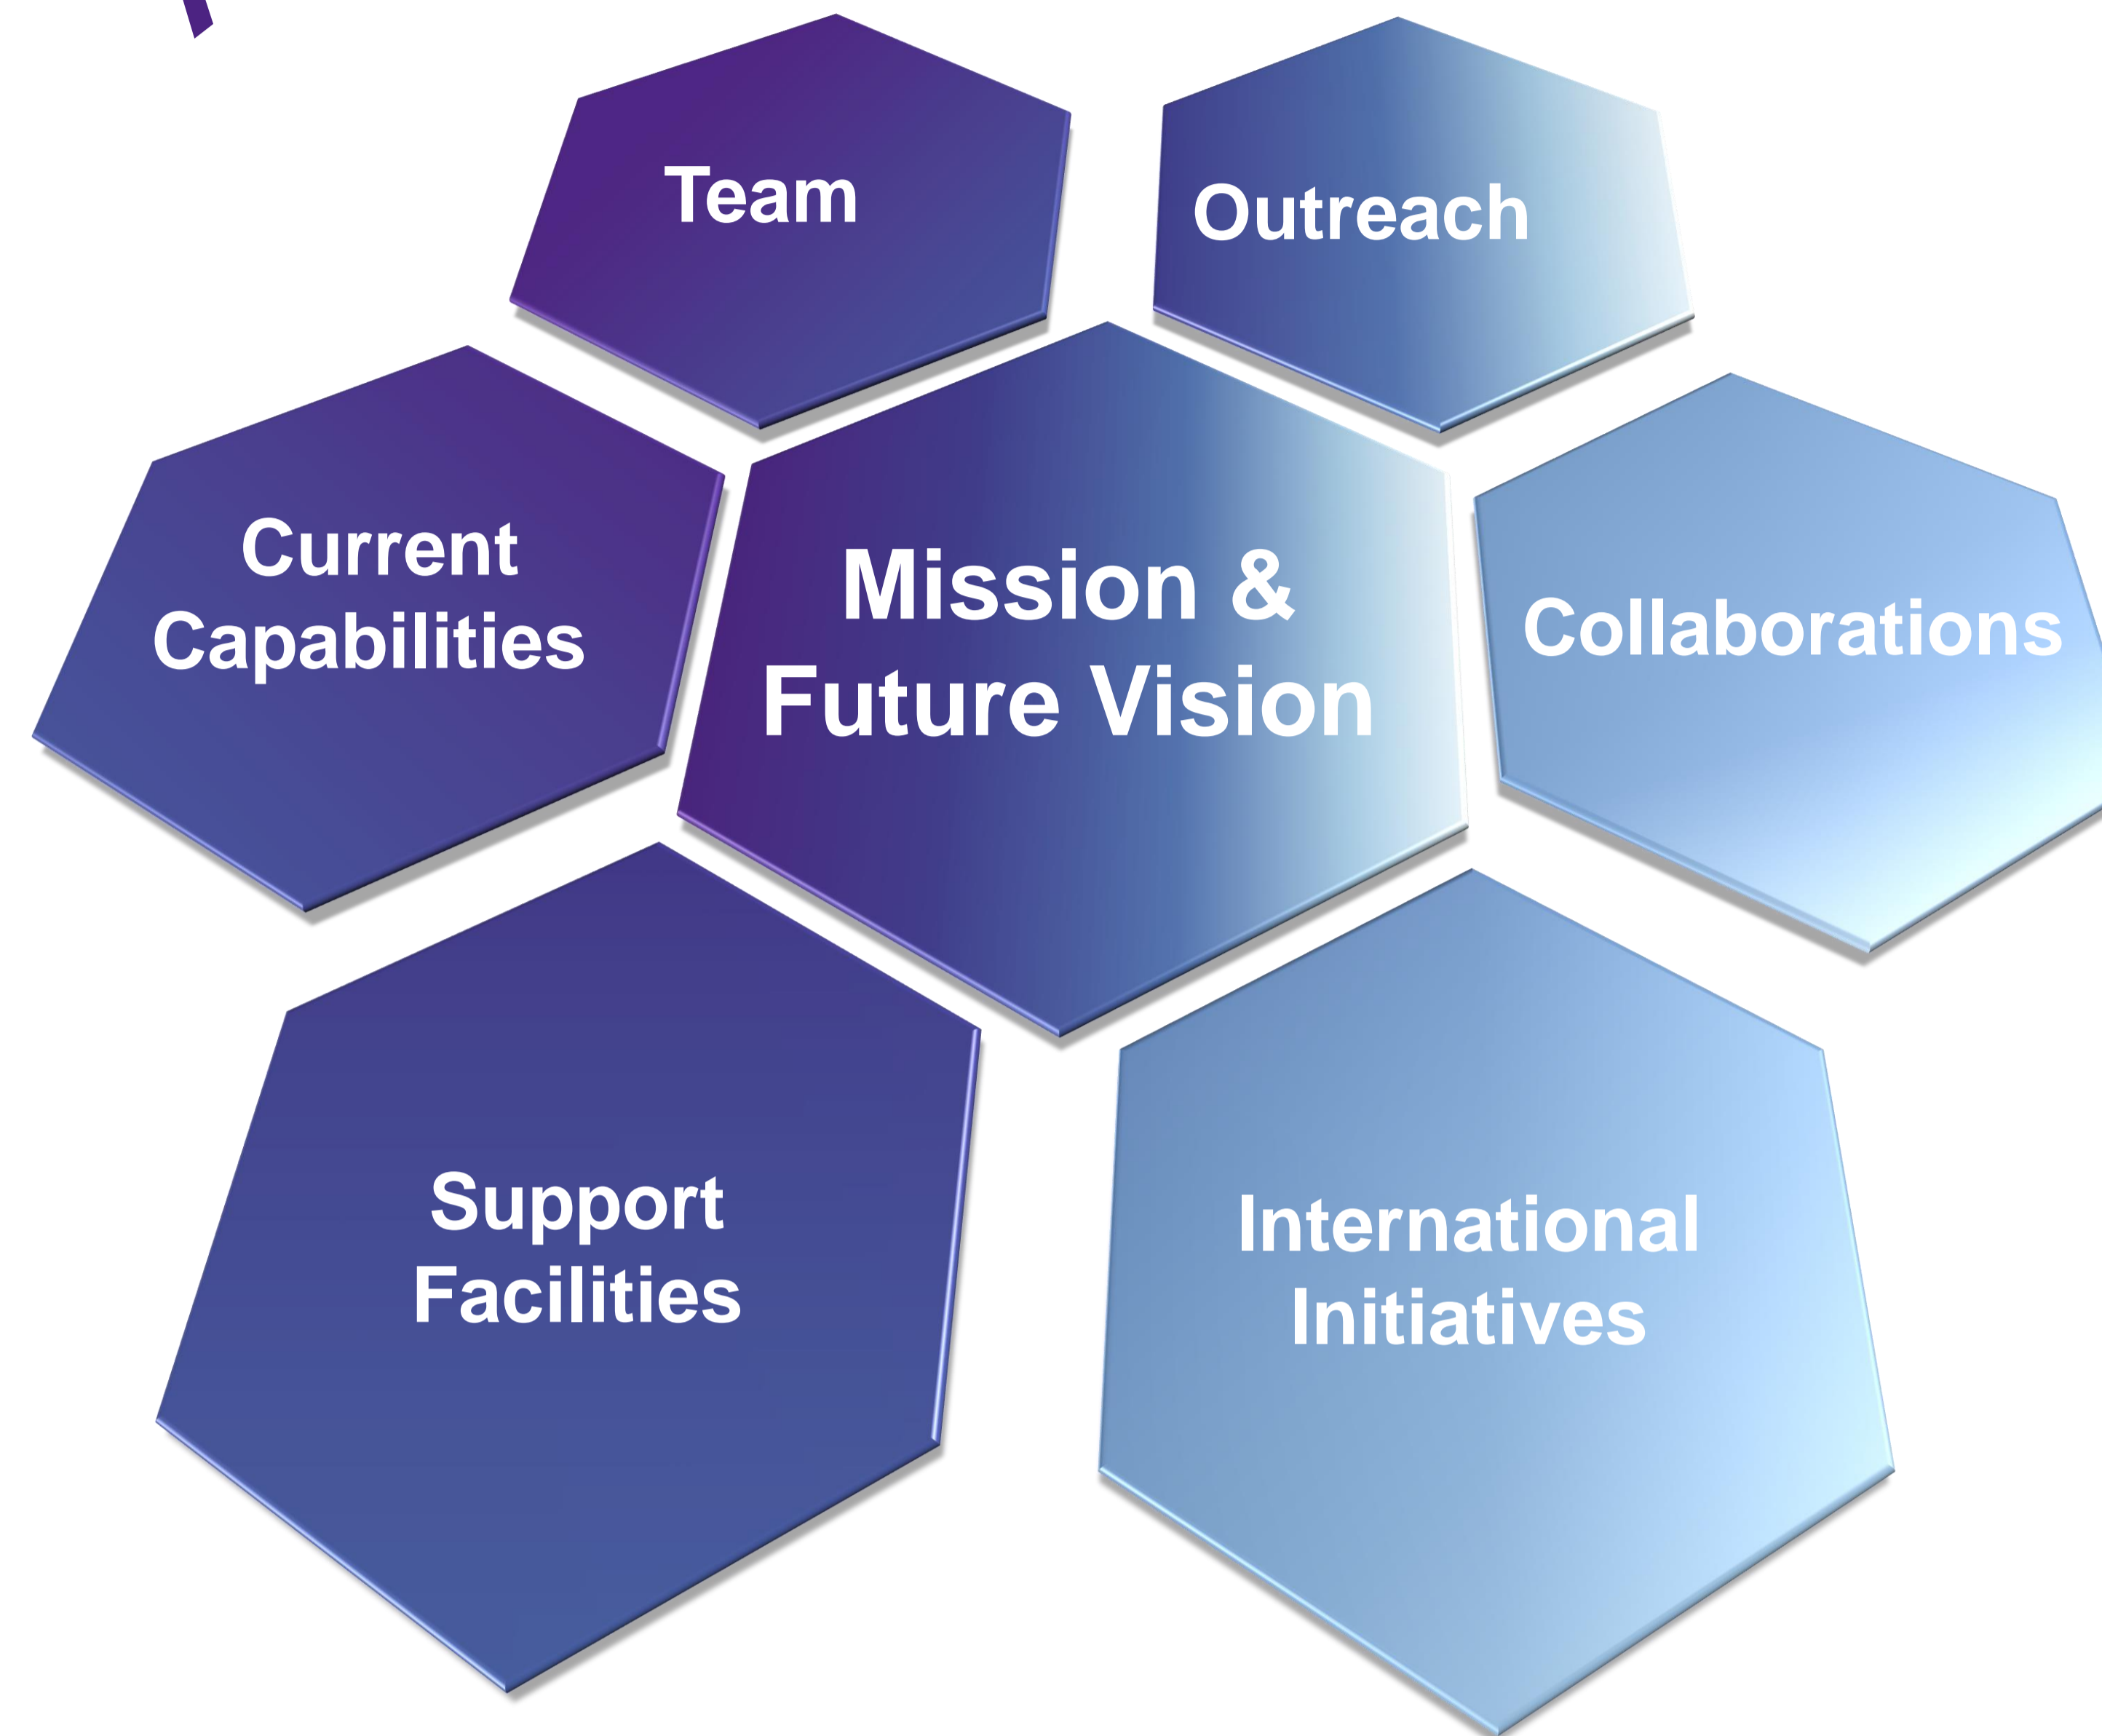 Team
Outreach
Current
Capabilities
Mission &
Future Vision
Collaborations
Support
Facilities
International
Initiatives